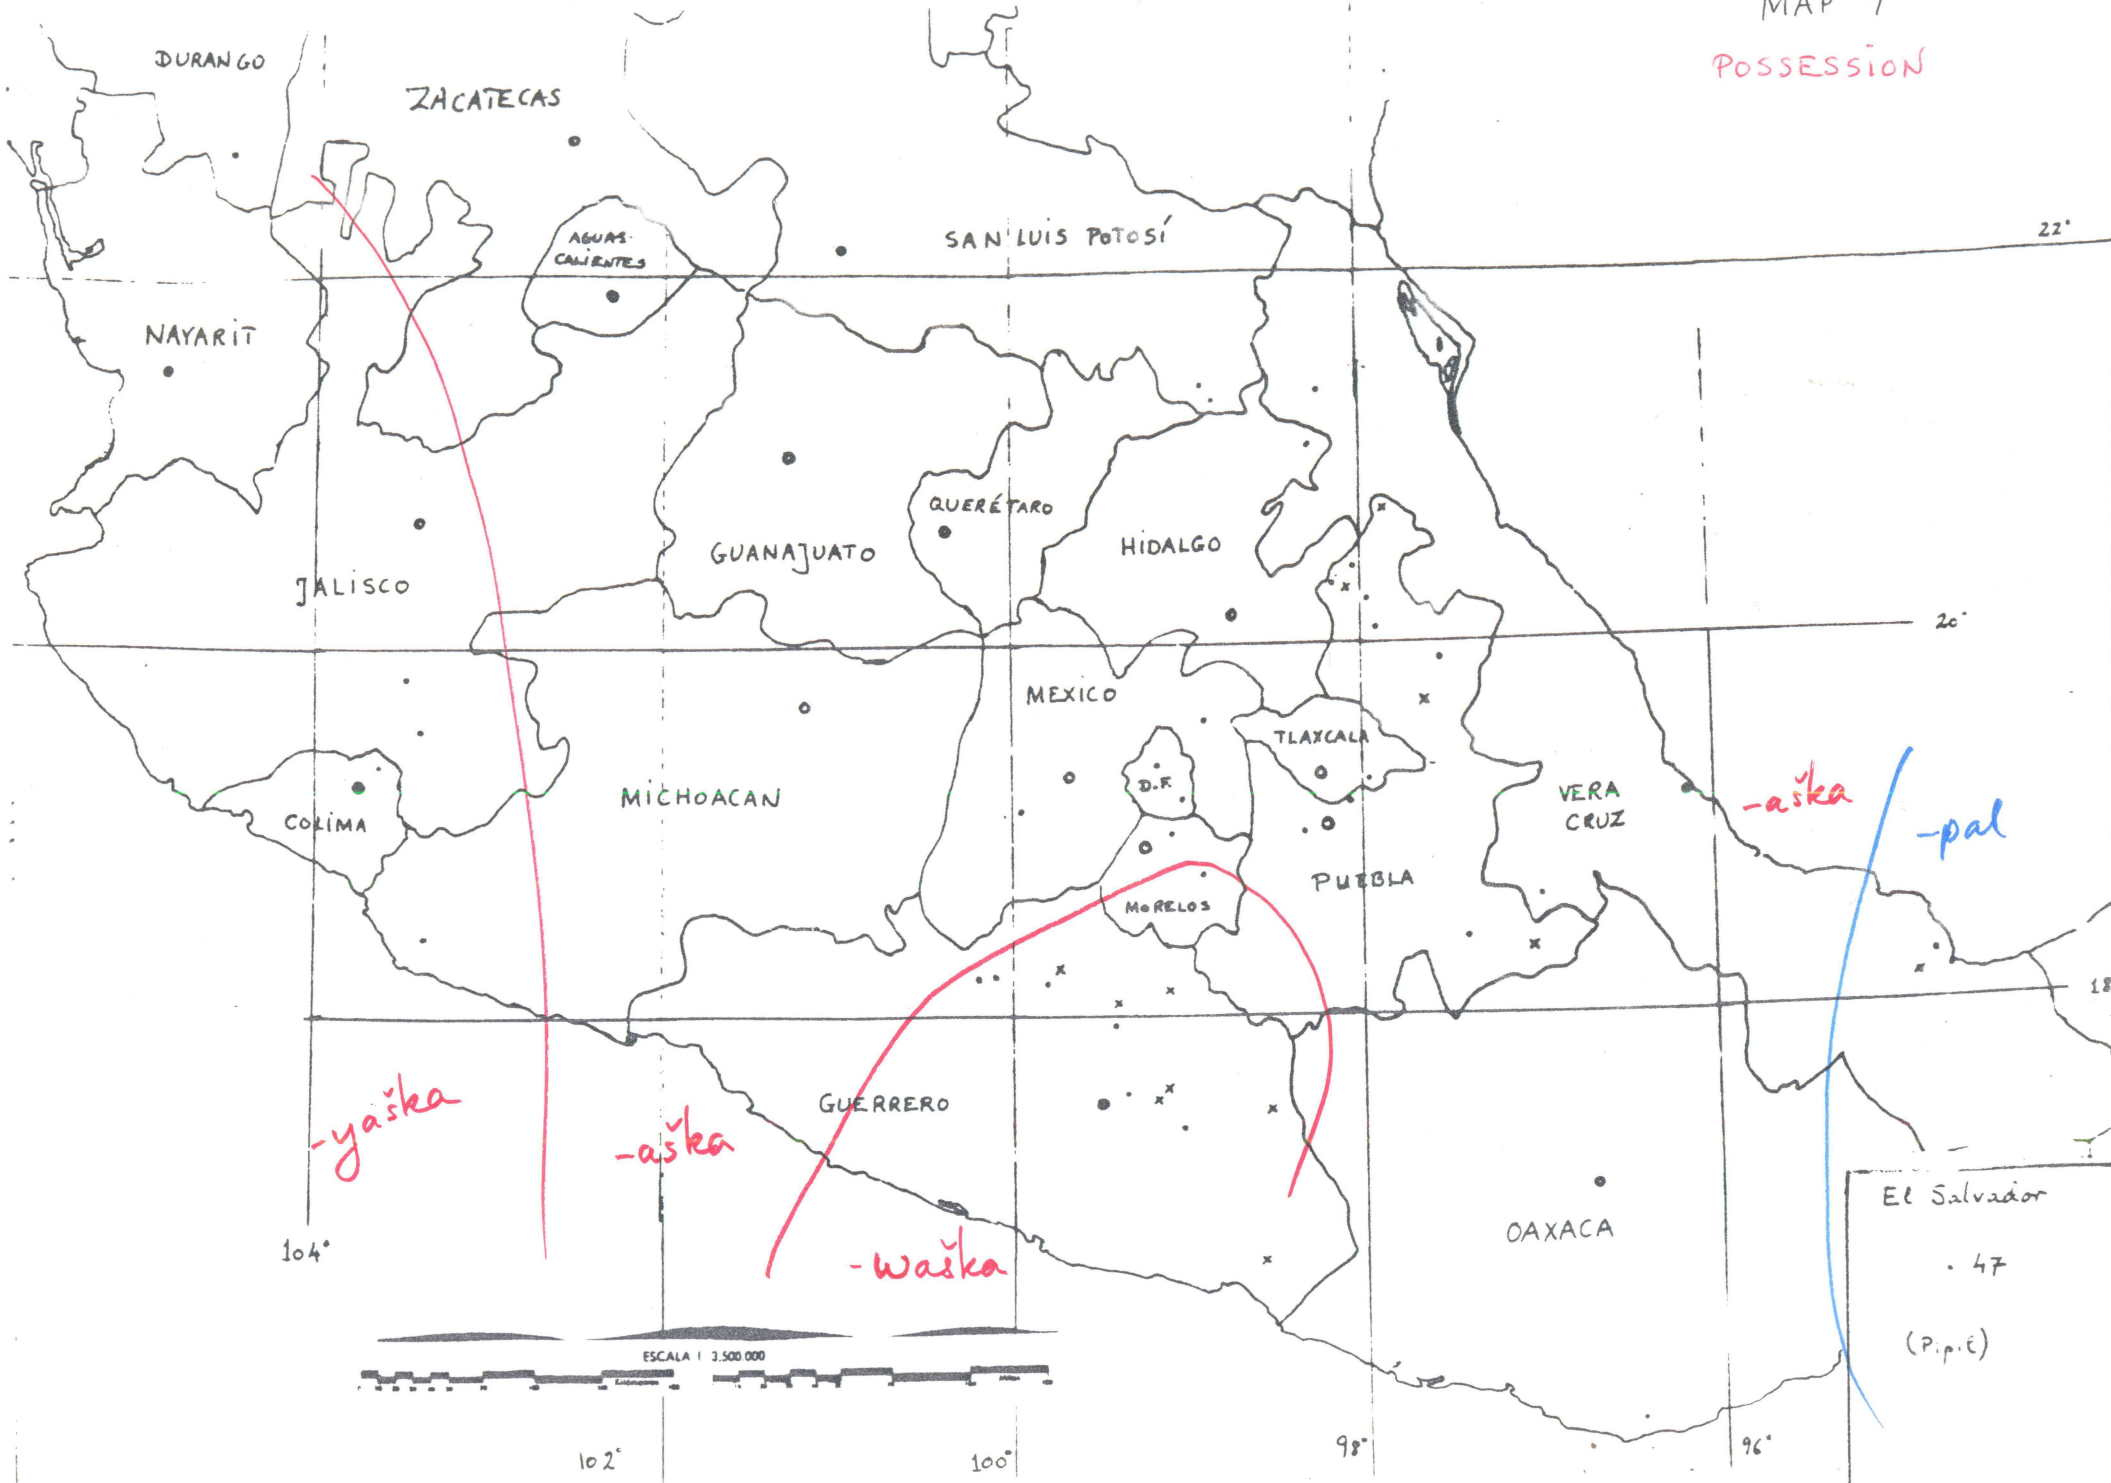 MAP
POSSESSION
DURANGO
ZACATECAS
AGUAS-
CALIENTES
SAN LUIS POTOSÍ
22°
NAYARIT
QUERÉTARO
GUANAJUATO
HIDALGO
JALISCO
20°
MEXICO
TLAXCALA
D.F.
MICHOACAN
VERA
CRUZ
-aška
-pal
COLIMA
PUEBLA
MORELOS
18
-yaška
-aška
GUERRERO
-waška
OAXACA
El Salvador
. 47
(Pipil)
104°
ESCALA 1 3.500.000
102°
100°
98°
96°